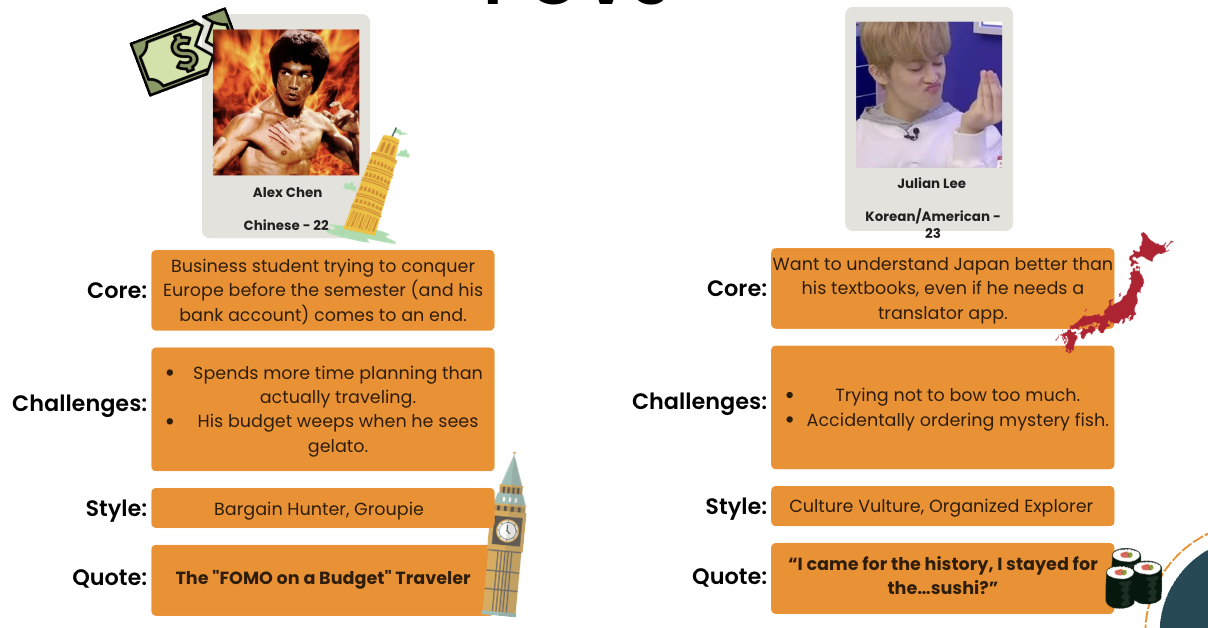 Alex Chen
Chinese - 22
Core:
Business student trying to conquer
Europe before the semester (and his
bank account) comes to an end.
Challenges:
• Spends more time planning than
actually traveling.
• His budget weeps when he sees
gelato.
Style:
Bargain Hunter, Groupie
Quote:
The "FOMO on a Budget" Traveler
Julian Lee
Korean/American -
23
Core:
Want to understand Japan better than
his textbooks, even if he needs a
translator app.
Challenges:
• Trying not to bow too much.
• Accidentally ordering mystery fish.
Style:
Culture Vulture, Organized Explorer
Quote:
“I came for the history, I stayed for
the...sushi?”